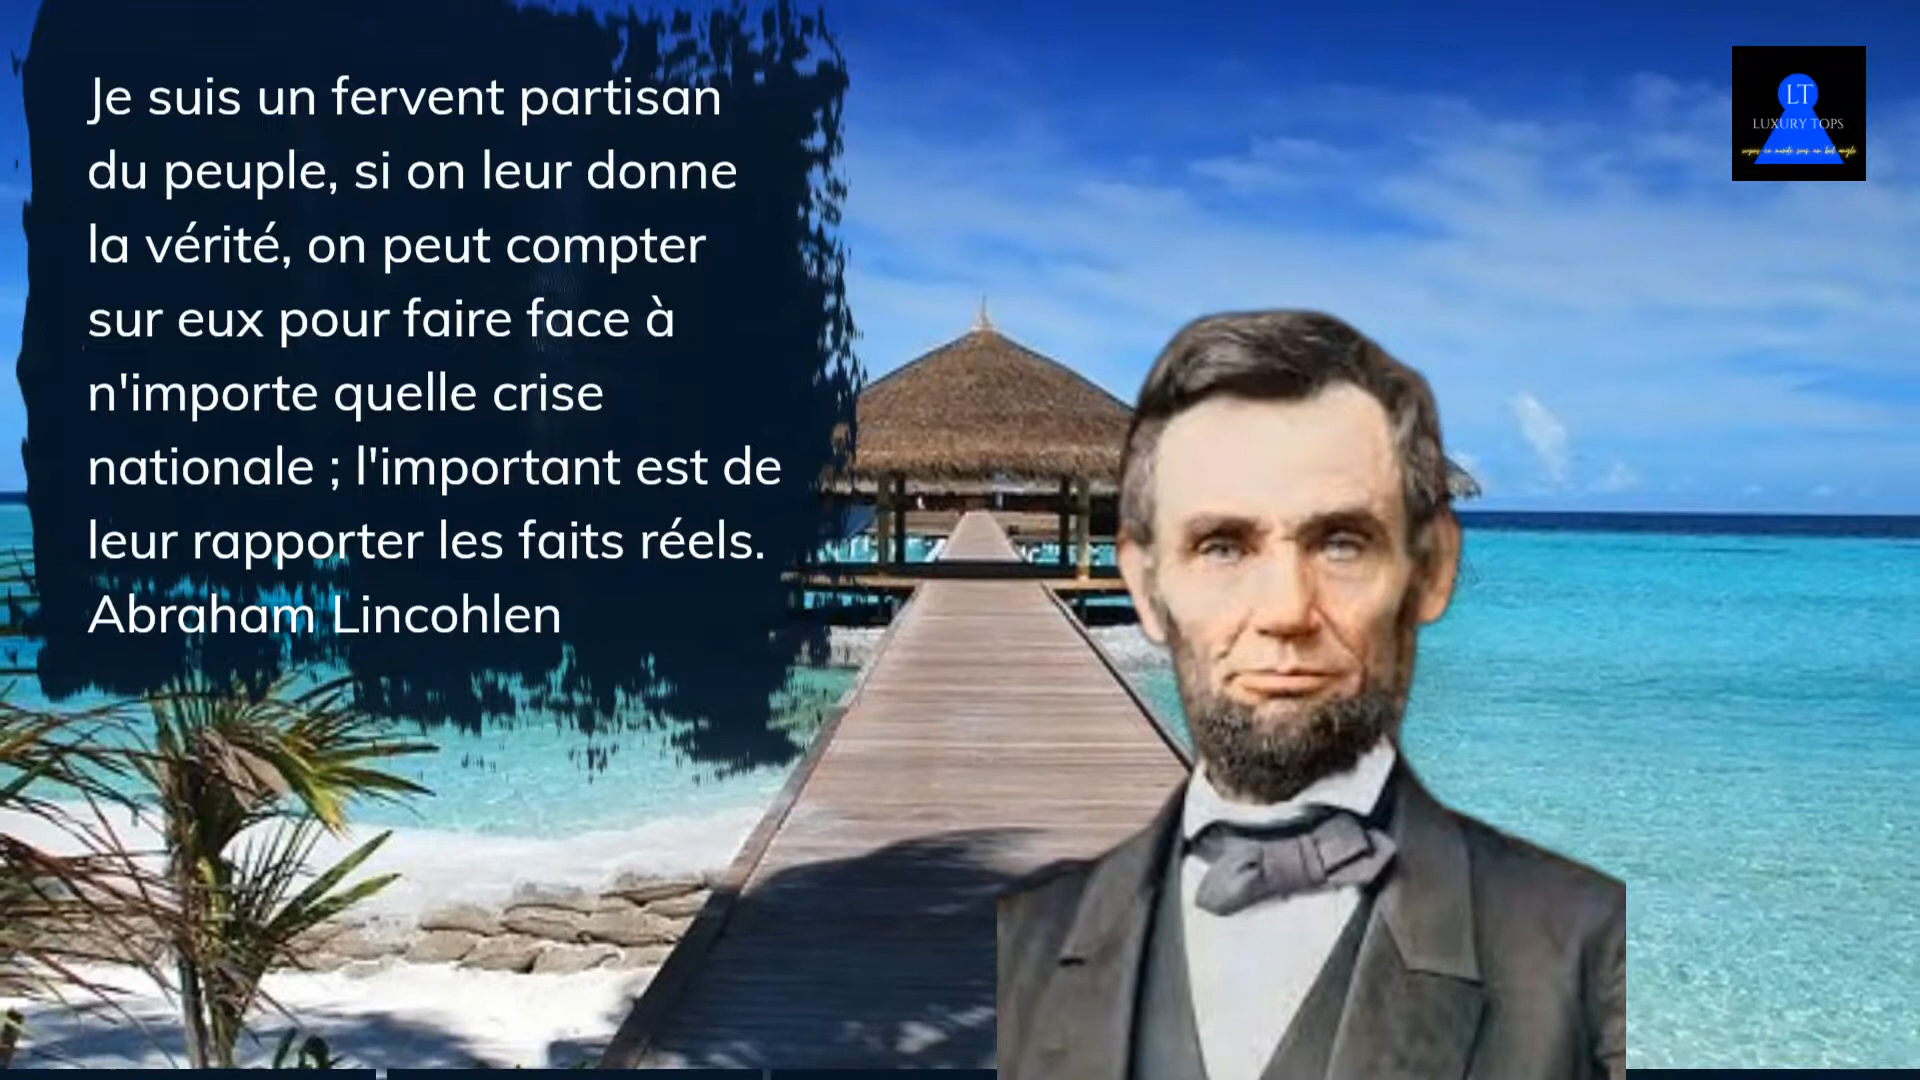 Je suis un fervent partisan
du peuple, si on leur donne
la vérité, on peut compter
sur eux pour faire face à
n'importe quelle crise
nationale ; l'important est de
leur rapporter les faits réels.
Abraham Lincohlen
LT
LUXURY TOPS